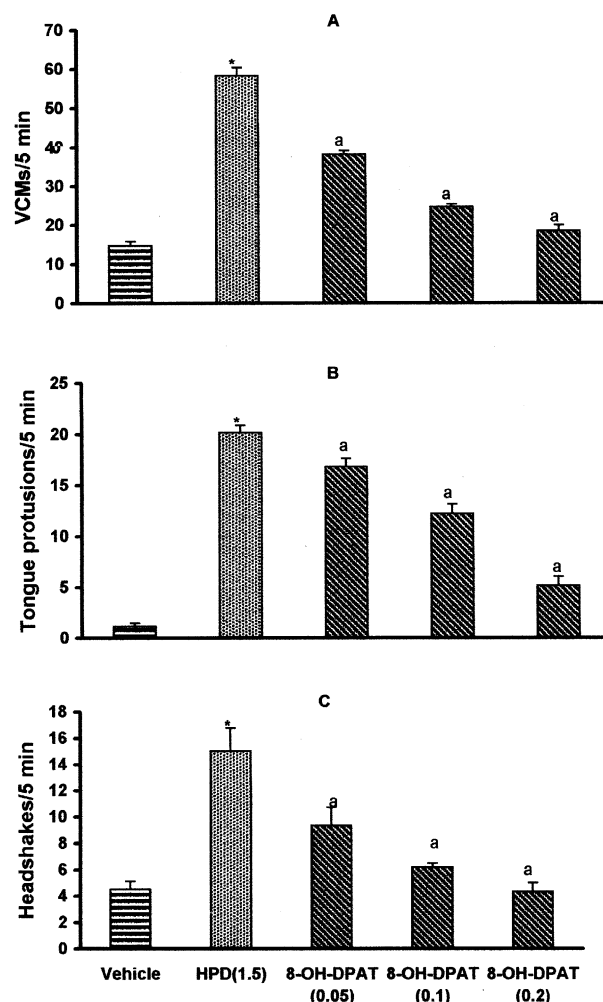 A
VCMs/5 min
70
60
50
40
30
20
10
0
*
a
a
a
B
Tongue protusions/5 min
25
20
15
10
5
0
*
a
a
a
C
Headshakes/5 min
18
16
14
12
10
8
6
4
2
0
*
a
a
a
Vehicle HPD(1.5) 8-OH-DPAT 8-OH-DPAT 8-OH-DPAT
(0.05) (0.1) (0.2)